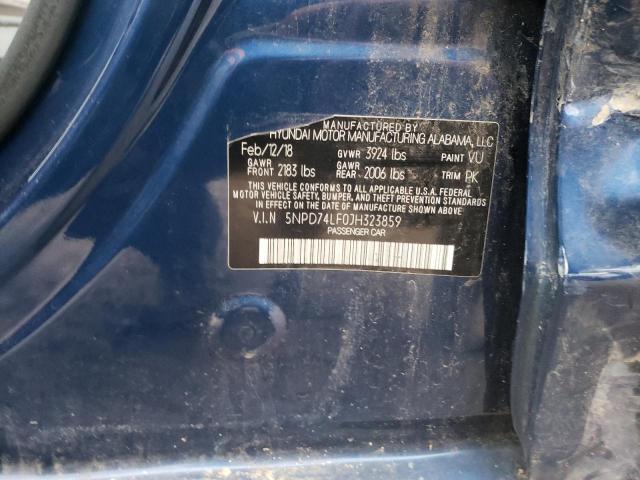 MANUFACTURED BY
HYUNDAI MOTOR MANUFACTURING ALABAMA, LLC
Feb/12/18 GVWR 3924 lbs PAINT VU
GAWR FRONT 2183 lbs GAWR REAR 2006 lbs TRIM PK
THIS VEHICLE CONFORMS TO ALL APPLICABLE U.S.A. FEDERAL
MOTOR VEHICLE SAFETY, BUMPER, AND THEFT PREVENTION STANDARDS
IN EFFECT ON THE DATE OF MANUFACTURE SHOWN ABOVE.
V.I.N 5NPD74LF0JH323859
PASSENGER CAR